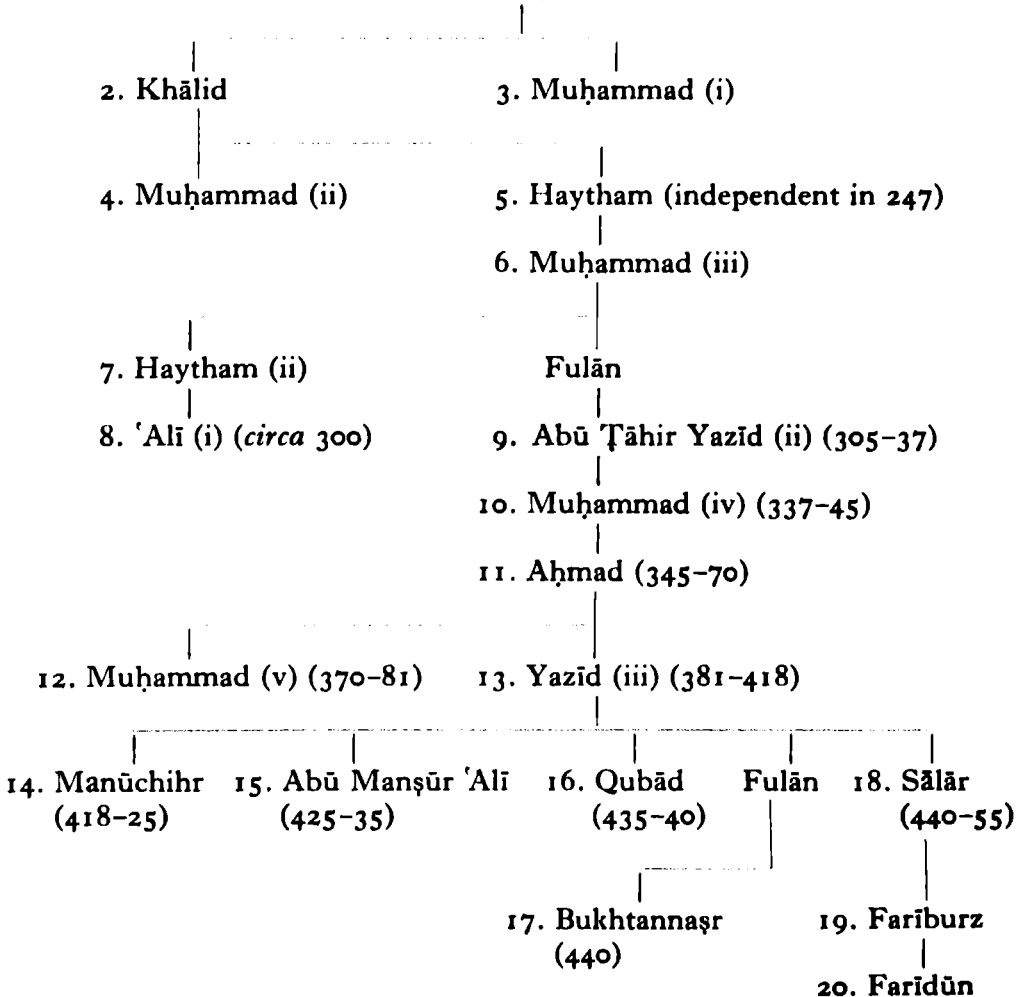 2. Khālid 3. Muḥammad (i)
4. Muḥammad (ii) 5. Haytham (independent in 247)
6. Muḥammad (iii)
7. Haytham (ii) Fulān
8. ʿAlī (i) (circa 300) 9. Abū Ṭāhir Yazīd (ii) (305–37)
10. Muḥammad (iv) (337–45)
11. Aḥmad (345–70)
12. Muḥammad (v) (370–81) 13. Yazīd (iii) (381–418)
14. Manūchihr 15. Abū Manṣūr ʿAlī 16. Qubād Fulān 18. Sālār
(418–25) (425–35) (435–40) (440–55)
17. Bukhtannaṣr 19. Farīburz
(440)
20. Farīdūn